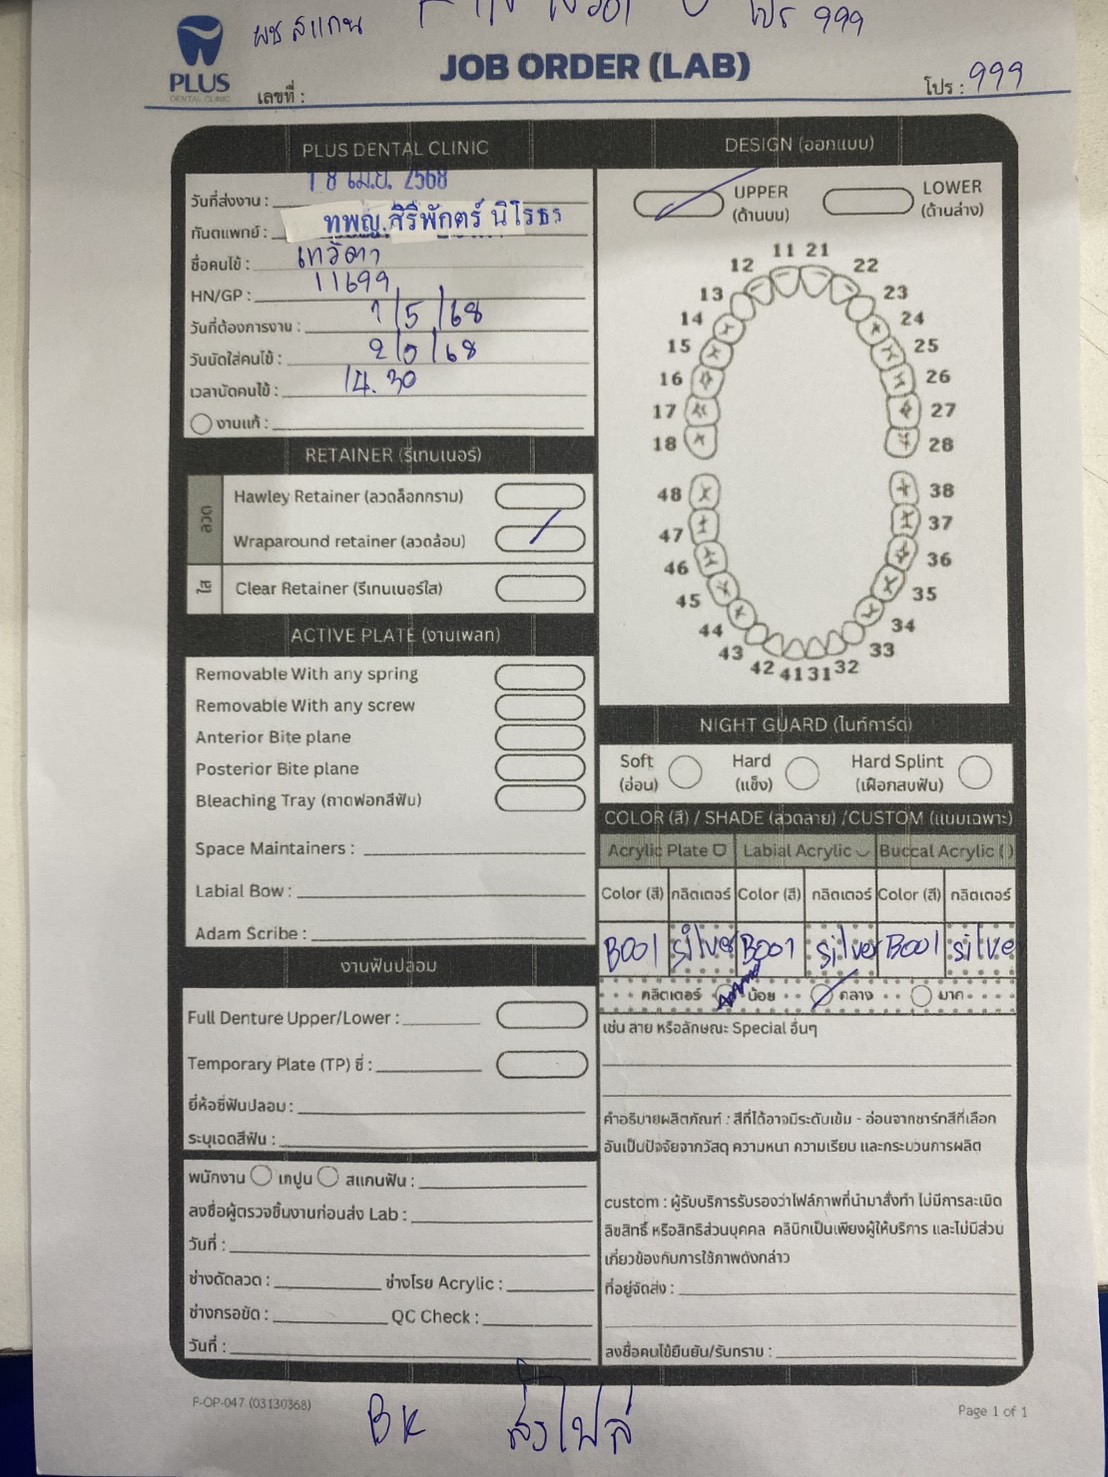 ผช สแกน โปร 999
PLUS
DENTAL CLINIC
JOB ORDER (LAB)
เลขที่ :
โปร : 999
PLUS DENTAL CLINIC
วันที่ส่งงาน : 18 เม.ย. 2568
ทันตแพทย์ : ทพญ.สิรีพักตร์ นิโรธร
ชื่อคนไข้ : เทวิตา
HN/GP : 11699
วันที่ต้องการงาน : 1/5/68
วันนัดใส่คนไข้ : 2/5/68
เวลานัดคนไข้ : 14.30
งานแก้ :
RETAINER (รีเทนเนอร์)
ลวด
Hawley Retainer (ลวดล็อกกราม)
Wraparound retainer (ลวดล้อม)
ใส
Clear Retainer (รีเทนเนอร์ใส)
ACTIVE PLATE (งานเพลท)
Removable With any spring
Removable With any screw
Anterior Bite plane
Posterior Bite plane
Bleaching Tray (ถาดฟอกสีฟัน)
Space Maintainers :
Labial Bow :
Adam Scribe :
งานฟันปลอม
Full Denture Upper/Lower :
Temporary Plate (TP) ซี่ :
ยี่ห้อซี่ฟันปลอม :
ระบุเฉดสีฟัน :
พนักงาน เทปูน สแกนฟัน :
ลงชื่อผู้ตรวจชิ้นงานก่อนส่ง Lab :
วันที่ :
ช่างดัดลวด : ช่างโรย Acrylic :
ช่างกรอขัด : QC Check :
วันที่ :
DESIGN (ออกแบบ)
UPPER
(ด้านบน)
LOWER
(ด้านล่าง)
11 21
12 22
13 23
14 24
15 25
16 26
17 27
18 28
48 38
47 37
46 36
45 35
44 34
43 33
42 41 31 32
NIGHT GUARD (ไนท์การ์ด)
Soft
(อ่อน)
Hard
(แข็ง)
Hard Splint
(เฝือกสบฟัน)
COLOR (สี) / SHADE (ลวดลาย) /CUSTOM (แบบเฉพาะ)
Acrylic Plate Labial Acrylic Buccal Acrylic ( )
Color (สี) กลิตเตอร์ Color (สี) กลิตเตอร์ Color (สี) กลิตเตอร์
B001 silver B001 silver B001 silve
กลิตเตอร์ น้อย กลาง มาก
เช่น ลาย หรือลักษณะ Special อื่นๆ
คำอธิบายผลิตภัณฑ์ : สีที่ได้อาจมีระดับเข้ม - อ่อนจากชาร์ทสีที่เลือก
อันเป็นปัจจัยจากวัสดุ ความหนา ความเรียบ และกระบวนการผลิต
custom : ผู้รับบริการรับรองว่าไฟล์ภาพที่นำมาสั่งทำ ไม่มีการละเมิด
ลิขสิทธิ์ หรือสิทธิส่วนบุคคล คลินิกเป็นเพียงผู้ให้บริการ และไม่มีส่วน
เกี่ยวข้องกับการใช้ภาพดังกล่าว
ที่อยู่จัดส่ง :
ลงชื่อคนไข้ยืนยัน/รับทราบ :
F-OP-047 (03130368)
Page 1 of 1
BK ส่งไฟล์